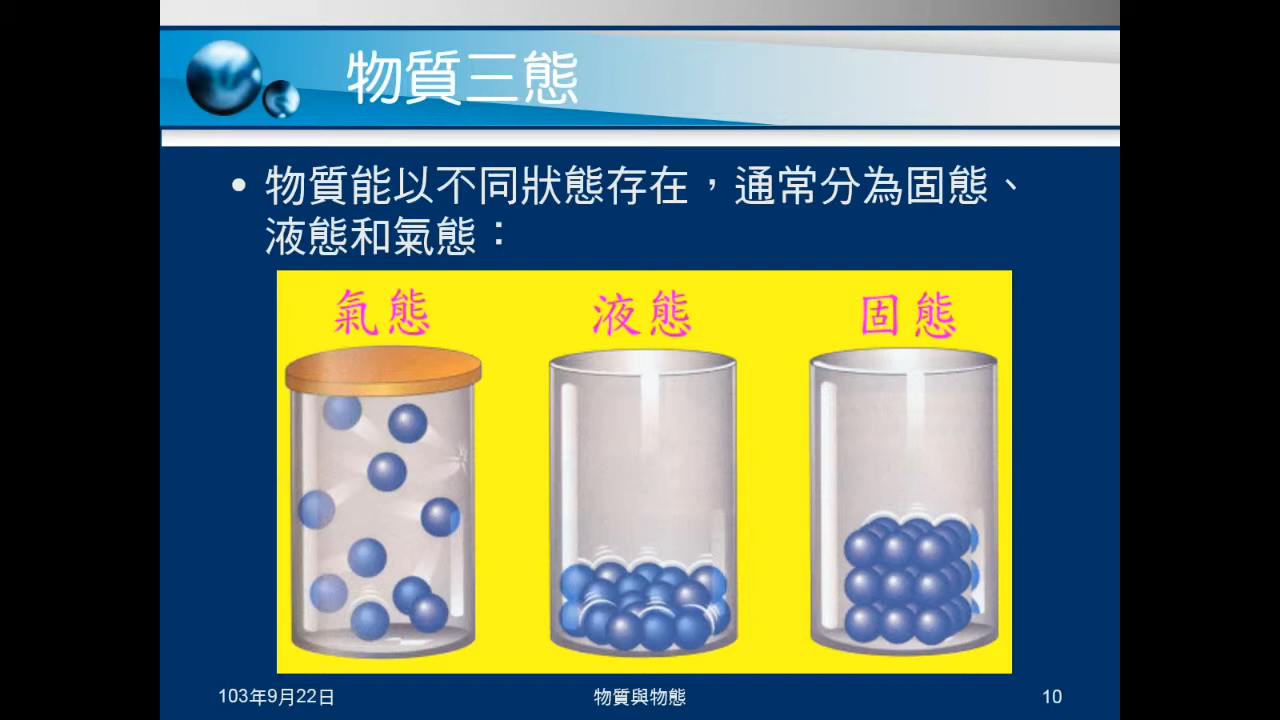 物質三態
• 物質能以不同狀態存在，通常分為固態、
液態和氣態：
氣態 液態 固態
103年9月22日 物質與物態 10